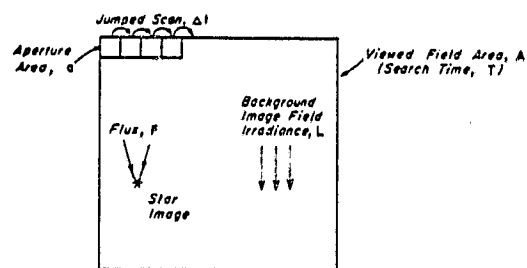 Jumped Scan, Δt
Aperture
Area, a
Viewed Field Area, A
(Search Time, T)
Background
Image Field
Irradiance, L
Flux, F
Star
Image